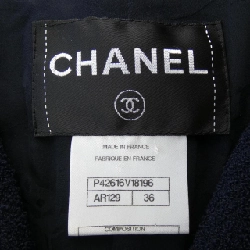 CHANEL
MADE IN FRANCE
FABRIQUE EN FRANCE
P42616V18196
AR129 36
COMPOSITION